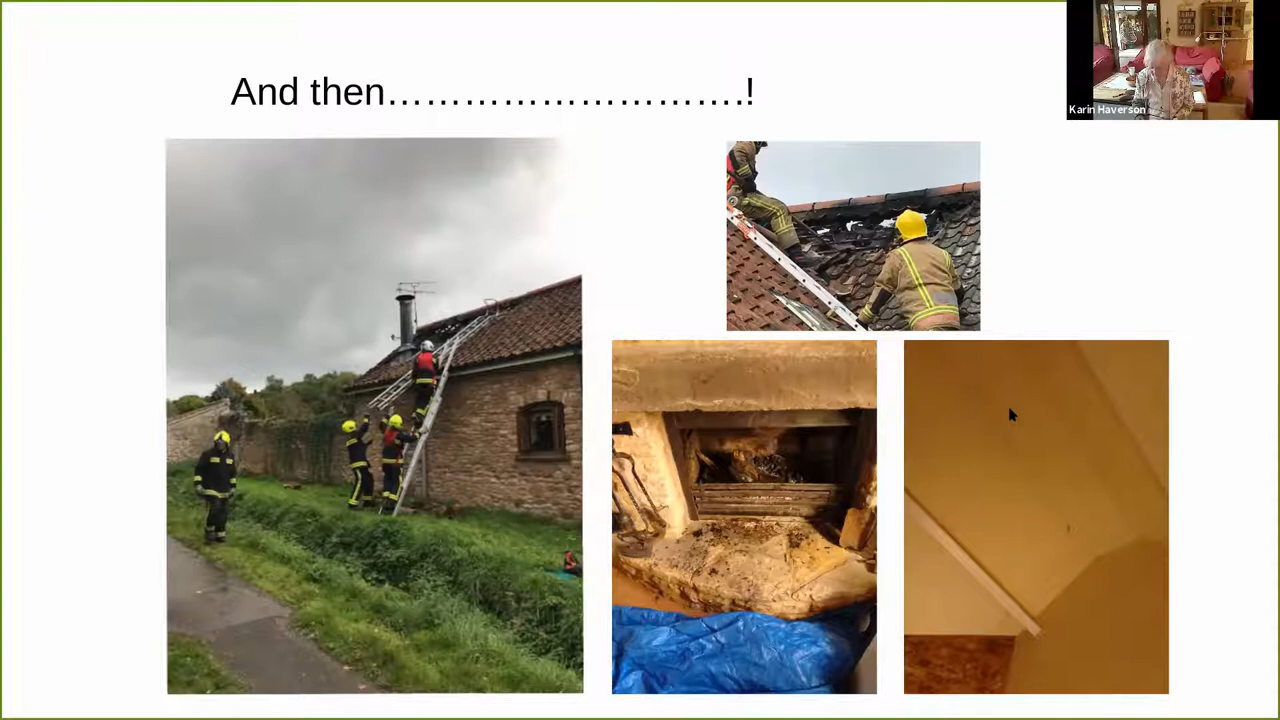 And then……………………….!
Karin Haverson